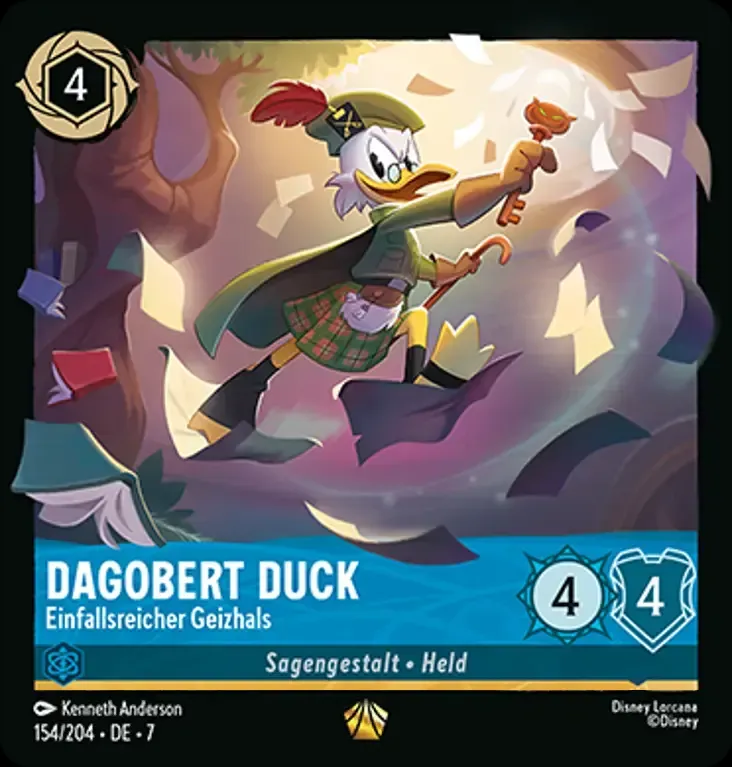 4
DAGOBERT DUCK
Einfallsreicher Geizhals
4
4
Sagengestalt • Held
Kenneth Anderson
154/204 • DE • 7
Disney Lorcana
©Disney